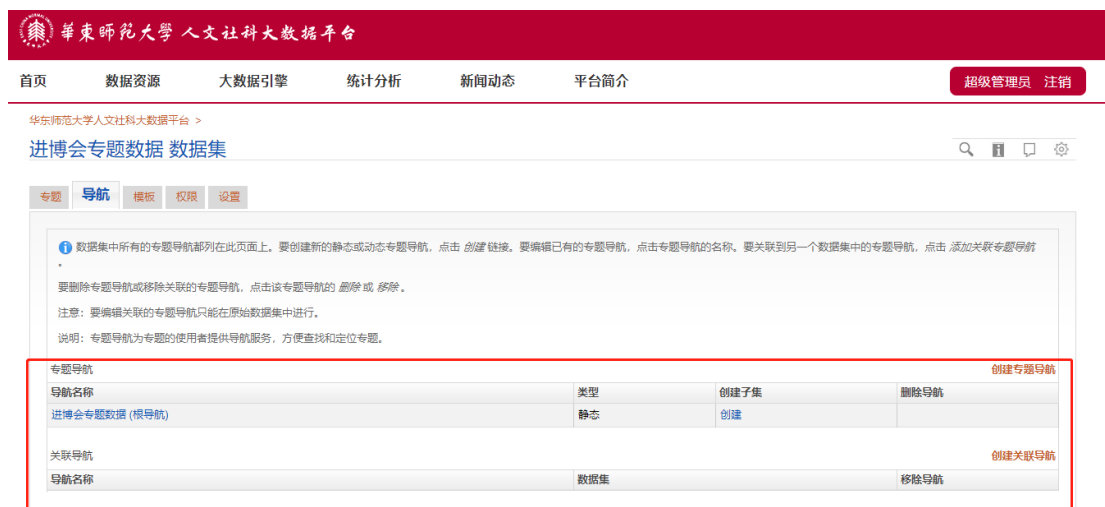 華東師範大學 人文社科大数据平台
首页 数据资源 大数据引擎 统计分析 新闻动态 平台简介 超级管理员 注销
华东师范大学人文社科大数据平台 >
进博会专题数据 数据集
专题 导航 模板 权限 设置
数据集中所有的专题导航都列在此页面上。要创建新的静态或动态专题导航，点击 创建 链接。要编辑已有的专题导航，点击专题导航的名称。要关联到另一个数据集中的专题导航，点击 添加关联专题导航
。
要删除专题导航或移除关联的专题导航，点击该专题导航的 删除 或 移除 。
注意：要编辑关联的专题导航只能在原始数据集中进行。
说明：专题导航为专题的使用者提供导航服务，方便查找和定位专题。
专题导航 创建专题导航
导航名称 类型 创建子集 删除导航
进博会专题数据 (根导航) 静态 创建
关联导航 创建关联导航
导航名称 数据集 移除导航